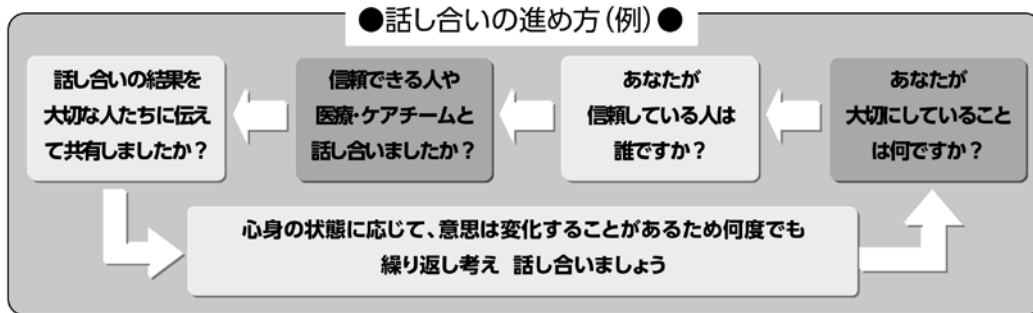 ●話し合いの進め方（例）●
あなたが
大切にしていること
は何ですか？
あなたが
信頼している人は
誰ですか？
信頼できる人や
医療・ケアチームと
話し合いましたか？
話し合いの結果を
大切な人たちに伝え
て共有しましたか？
心身の状態に応じて、意思は変化することがあるため何度でも
繰り返し考え 話し合いましょう